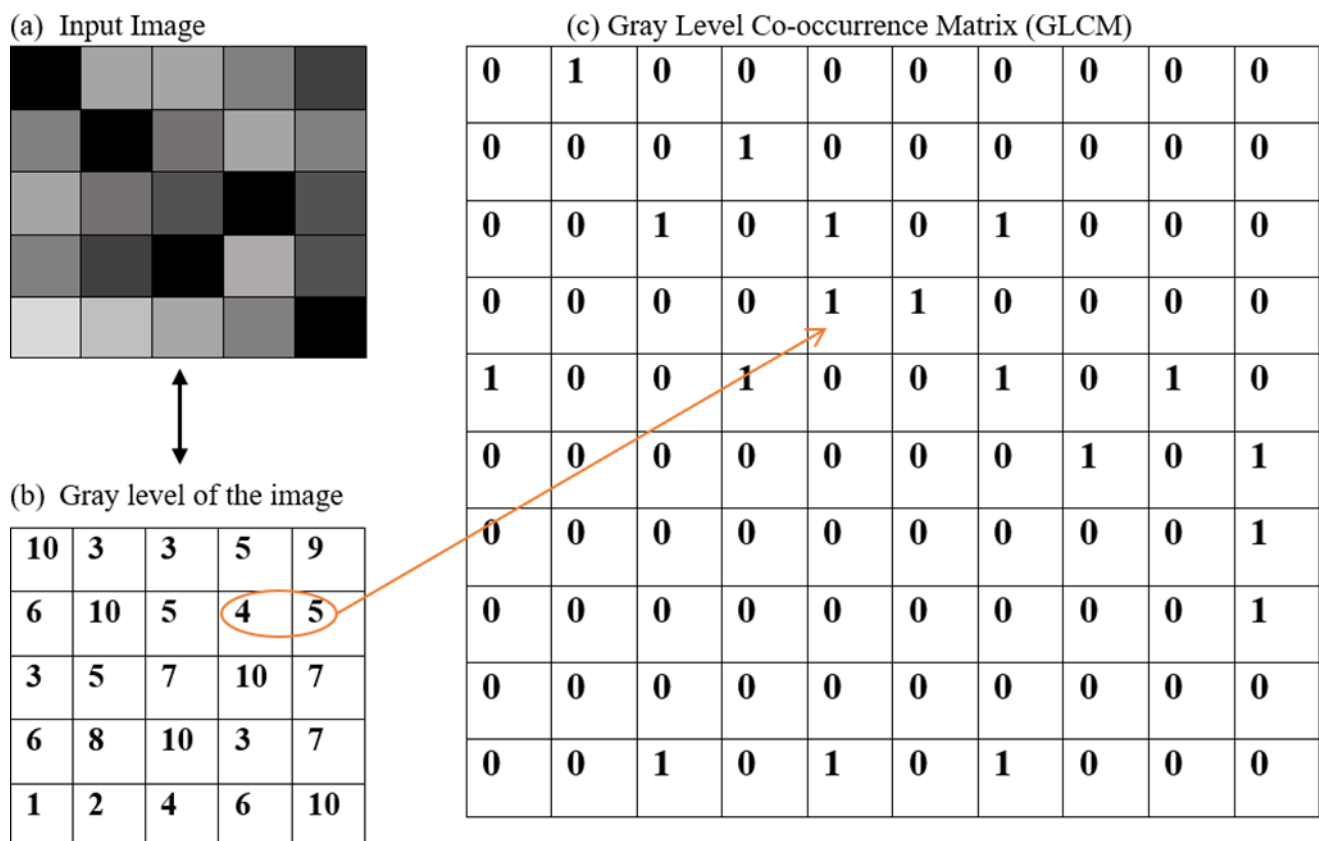 (a) Input Image
(c) Gray Level Co-occurrence Matrix (GLCM)
0 1 0 0 0 0 0 0 0 0
0 0 0 1 0 0 0 0 0 0
0 0 1 0 1 0 1 0 0 0
0 0 0 0 1 1 0 0 0 0
1 0 0 1 0 0 1 0 1 0
0 0 0 0 0 0 0 1 0 1
0 0 0 0 0 0 0 0 0 1
0 0 0 0 0 0 0 0 0 1
0 0 0 0 0 0 0 0 0 0
0 0 1 0 1 0 1 0 0 0
(b) Gray level of the image
10 3 3 5 9
6 10 5 4 5
3 5 7 10 7
6 8 10 3 7
1 2 4 6 10